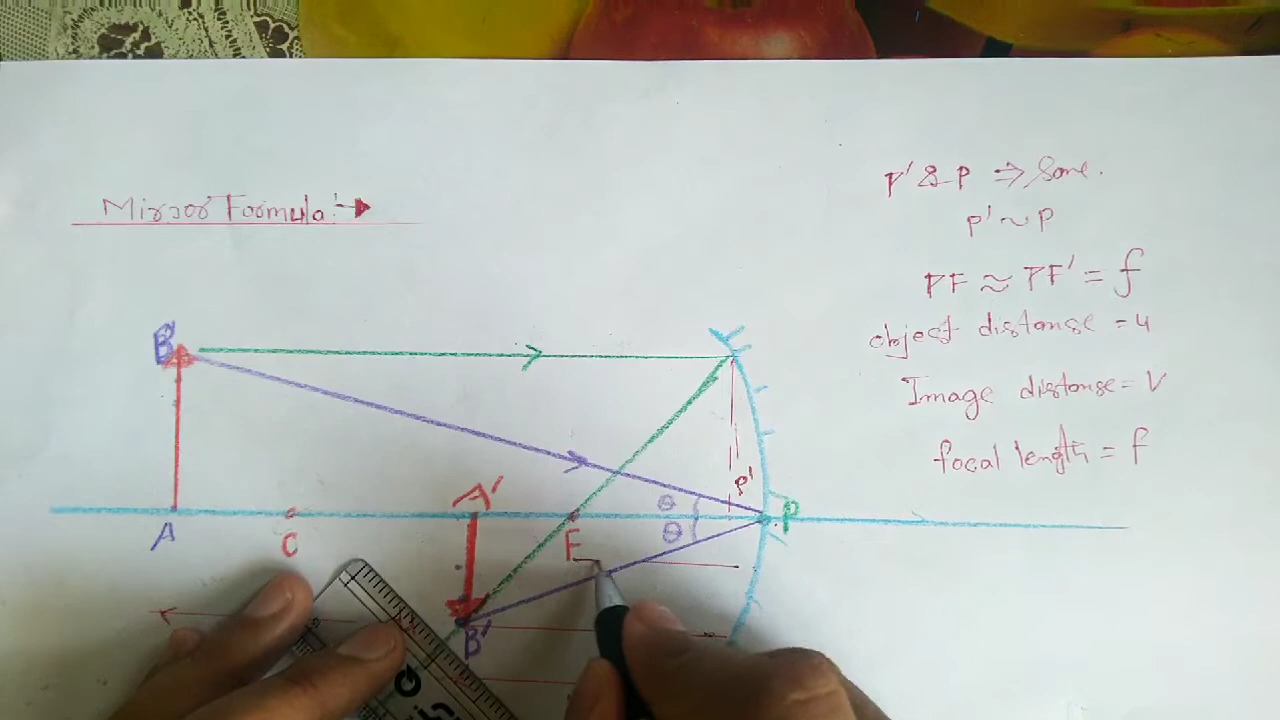 Mirror Formula:→
P' & P ⇒ Same.
P' ~ P
PF ≈ PF' = f
object distanse = u
Image distanse = V
focal length = f
B
A'
P'
θ
A
C
F
θ
P
B'